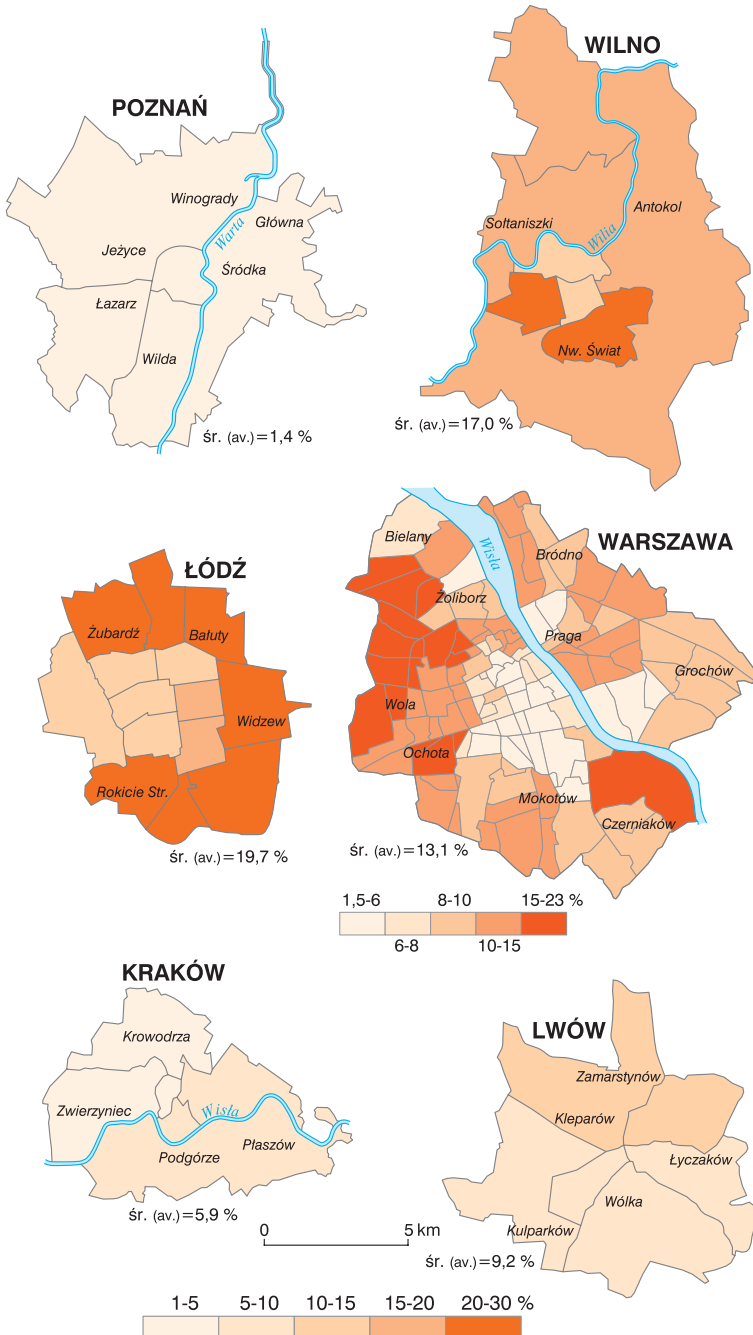 POZNAŃ
Winogrady
Główna
Warta
Jeżyce
Śródka
Łazarz
Wilda
śr. (av.)=1,4 %
WILNO
Antokol
Sołtaniszki
Wilia
Nw. Świat
śr. (av.)=17,0 %
ŁÓDŹ
Żubardź
Bałuty
Widzew
Rokicie Str.
śr. (av.)=19,7 %
WARSZAWA
Bielany
Wisła
Bródno
Żoliborz
Praga
Grochów
Wola
Ochota
Mokotów
Czerniaków
śr. (av.)=13,1 %
1,5-6 8-10 15-23 %
6-8 10-15
KRAKÓW
Krowodrza
Zwierzyniec
Wisła
Płaszów
Podgórze
śr. (av.)=5,9 %
0 5 km
LWÓW
Zamarstynów
Kleparów
Łyczaków
Wólka
Kulparków
śr. (av.)=9,2 %
1-5 5-10 10-15 15-20 20-30 %